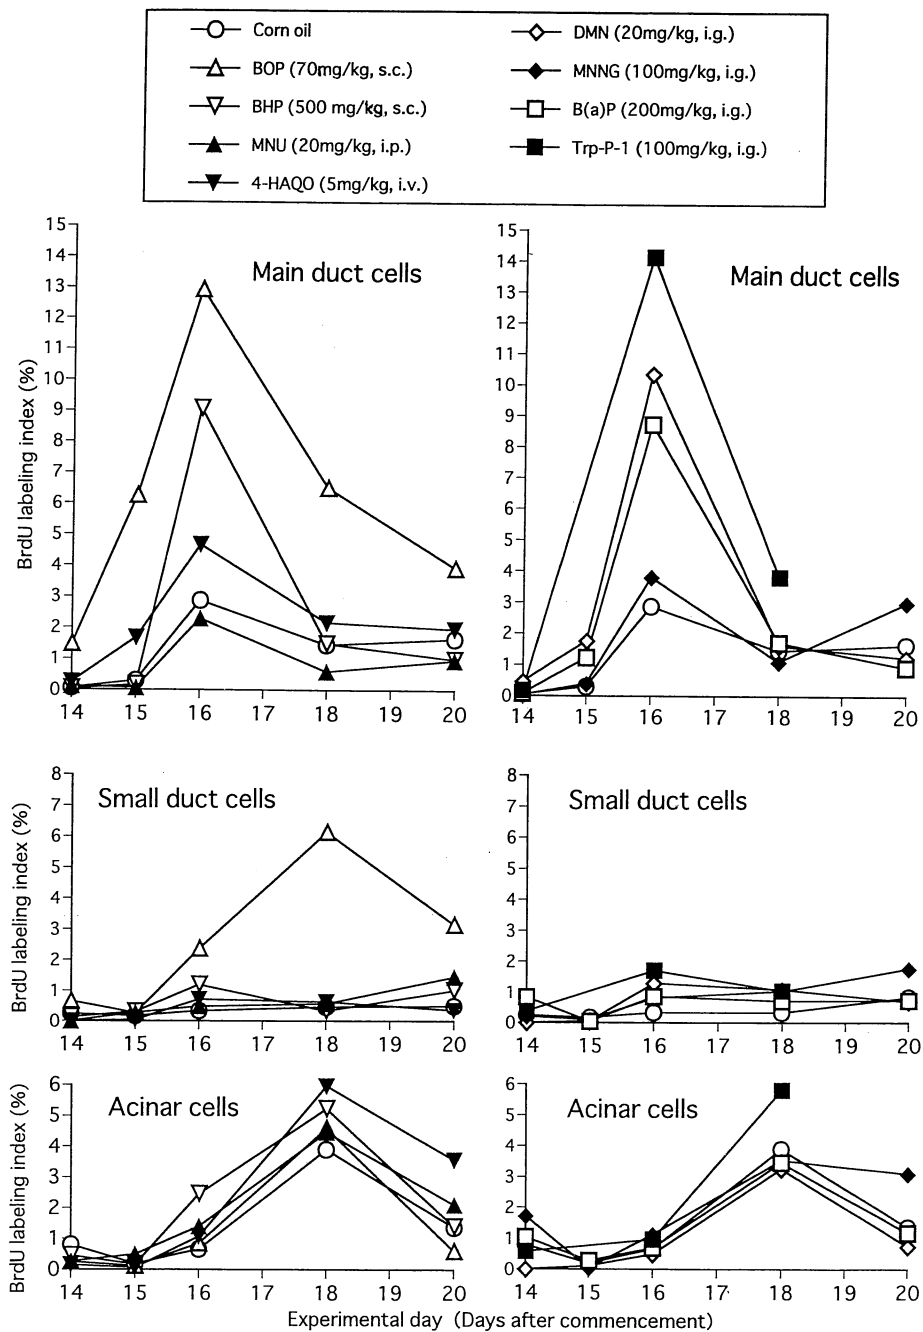 Corn oil
BOP (70mg/kg, s.c.)
BHP (500 mg/kg, s.c.)
MNU (20mg/kg, i.p.)
4-HAQO (5mg/kg, i.v.)
DMN (20mg/kg, i.g.)
MNNG (100mg/kg, i.g.)
B(a)P (200mg/kg, i.g.)
Trp-P-1 (100mg/kg, i.g.)
Main duct cells
BrdU labeling index (%)
15
14
13
12
11
10
9
8
7
6
5
4
3
2
1
0
14 15 16 17 18 19 20
Main duct cells
15
14
13
12
11
10
9
8
7
6
5
4
3
2
1
0
14 15 16 17 18 19 20
Small duct cells
BrdU labeling index (%)
8
7
6
5
4
3
2
1
0
14 15 16 17 18 19 20
Small duct cells
8
7
6
5
4
3
2
1
0
14 15 16 17 18 19 20
Acinar cells
BrdU labeling index (%)
6
5
4
3
2
1
0
14 15 16 17 18 19 20
Acinar cells
6
5
4
3
2
1
0
14 15 16 17 18 19 20
Experimental day (Days after commencement)